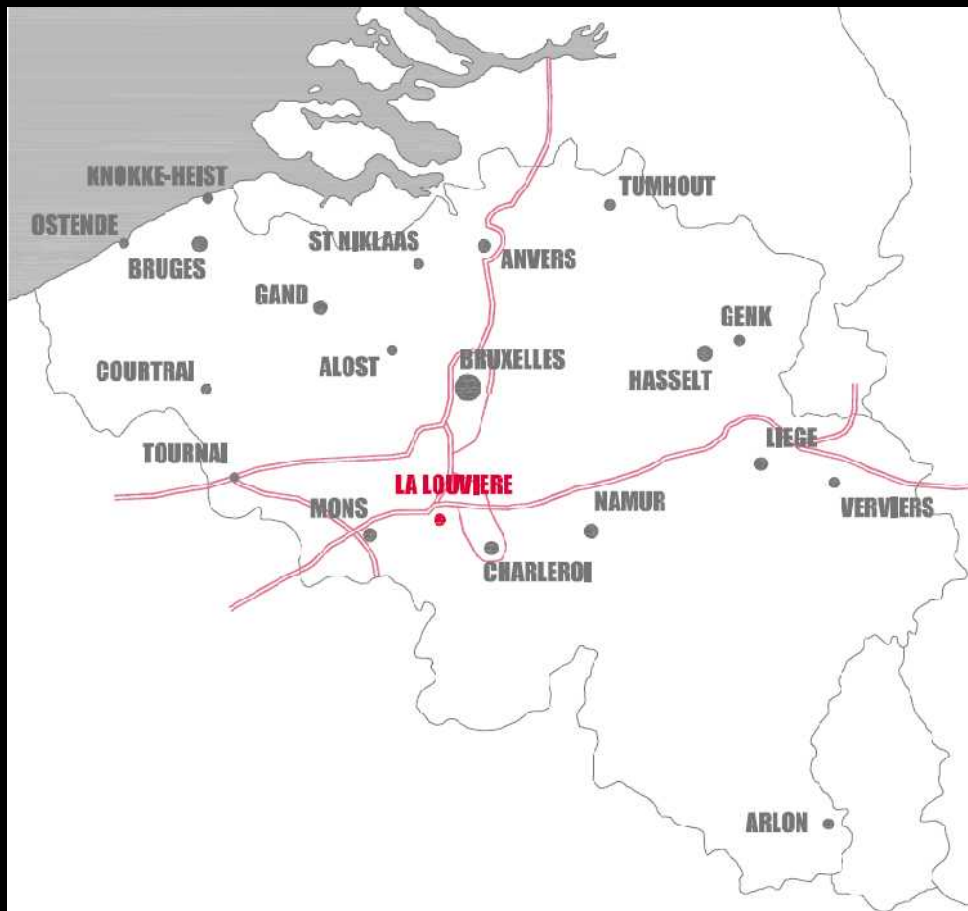 KNOKKE-HEIST
TUMHOUT
OSTENDE
ST NIKLAAS
BRUGES
ANVERS
GAND
GENK
ALOST
BRUXELLES
COURTRAI
HASSELT
TOURNAI
LIEGE
LA LOUVIERE
MONS
NAMUR
VERVIERS
CHARLEROI
ARLON